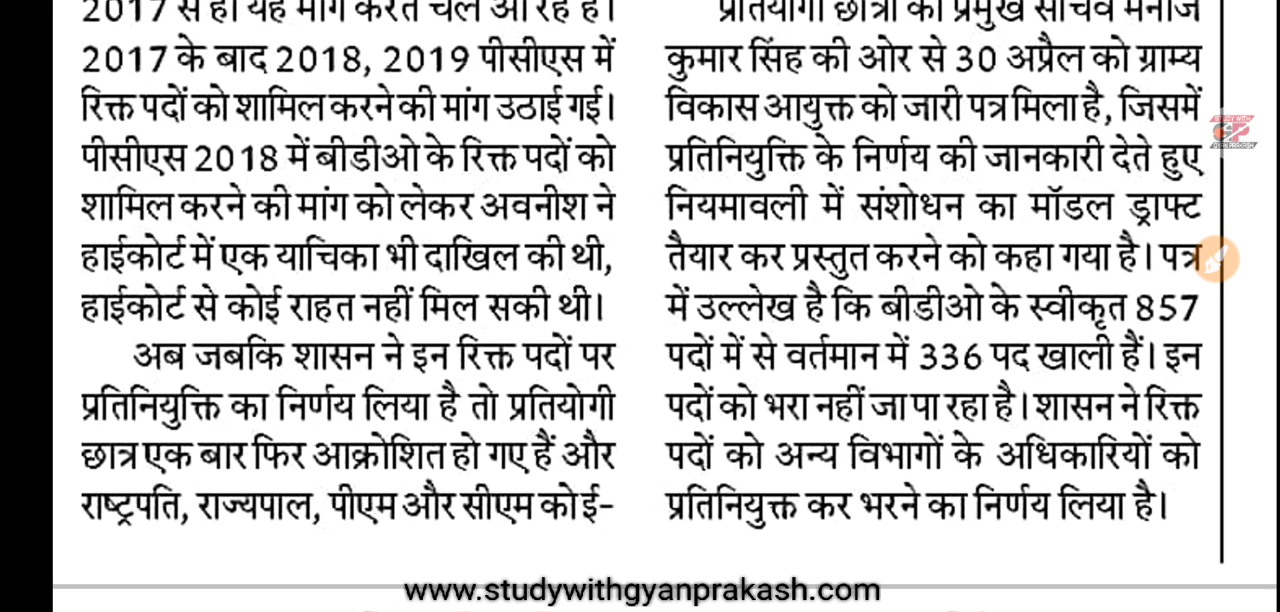 2017 से ही यह मांग करते चले आ रहे हैं।
2017 के बाद 2018, 2019 पीसीएस में
रिक्त पदों को शामिल करने की मांग उठाई गई।
पीसीएस 2018 में बीडीओ के रिक्त पदों को
शामिल करने की मांग को लेकर अवनीश ने
हाईकोर्ट में एक याचिका भी दाखिल की थी,
हाईकोर्ट से कोई राहत नहीं मिल सकी थी।
अब जबकि शासन ने इन रिक्त पदों पर
प्रतिनियुक्ति का निर्णय लिया है तो प्रतियोगी
छात्र एक बार फिर आक्रोशित हो गए हैं और
राष्ट्रपति, राज्यपाल, पीएम और सीएम को ई-
प्रतियोगी छात्रों को प्रमुख सचिव मनोज
कुमार सिंह की ओर से 30 अप्रैल को ग्राम्य
विकास आयुक्त को जारी पत्र मिला है, जिसमें
प्रतिनियुक्ति के निर्णय की जानकारी देते हुए
नियमावली में संशोधन का मॉडल ड्राफ्ट
तैयार कर प्रस्तुत करने को कहा गया है। पत्र
में उल्लेख है कि बीडीओ के स्वीकृत 857
पदों में से वर्तमान में 336 पद खाली हैं। इन
पदों को भरा नहीं जा पा रहा है। शासन ने रिक्त
पदों को अन्य विभागों के अधिकारियों को
प्रतिनियुक्त कर भरने का निर्णय लिया है।
STUDY WITH
GYAN PRAKASH
www.studywithgyanprakash.com